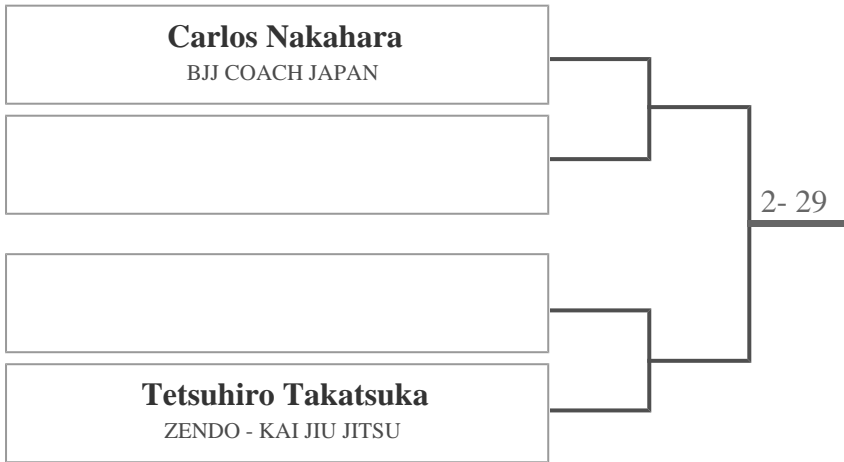 Carlos Nakahara
BJJ COACH JAPAN
2- 29
Tetsuhiro Takatsuka
ZENDO - KAI JIU JITSU